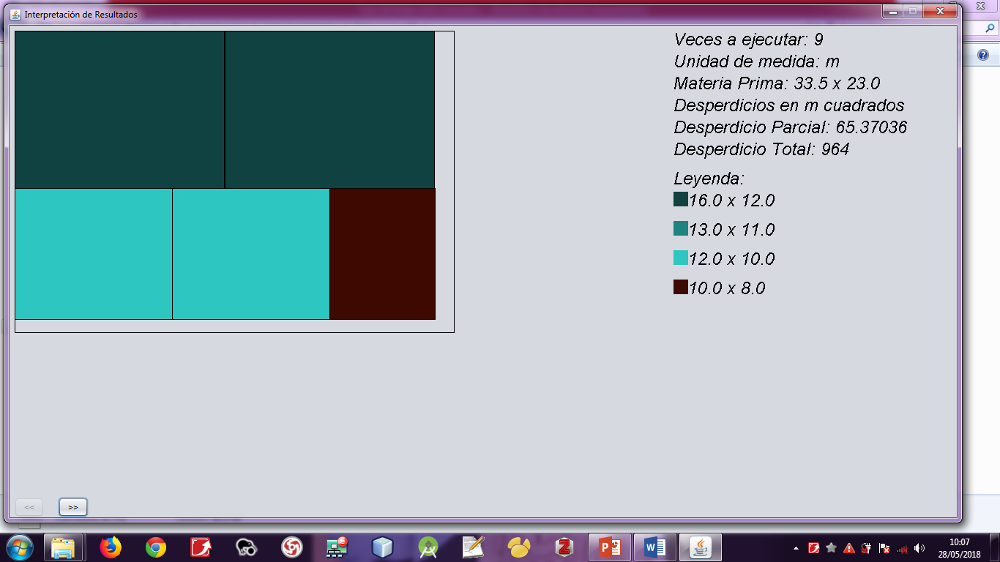 Interpretación de Resultados
Veces a ejecutar: 9
Unidad de medida: m
Materia Prima: 33.5 x 23.0
Desperdicios en m cuadrados
Desperdicio Parcial: 65.37036
Desperdicio Total: 964
Leyenda:
16.0 x 12.0
13.0 x 11.0
12.0 x 10.0
10.0 x 8.0
<< >>
10:07
28/05/2018